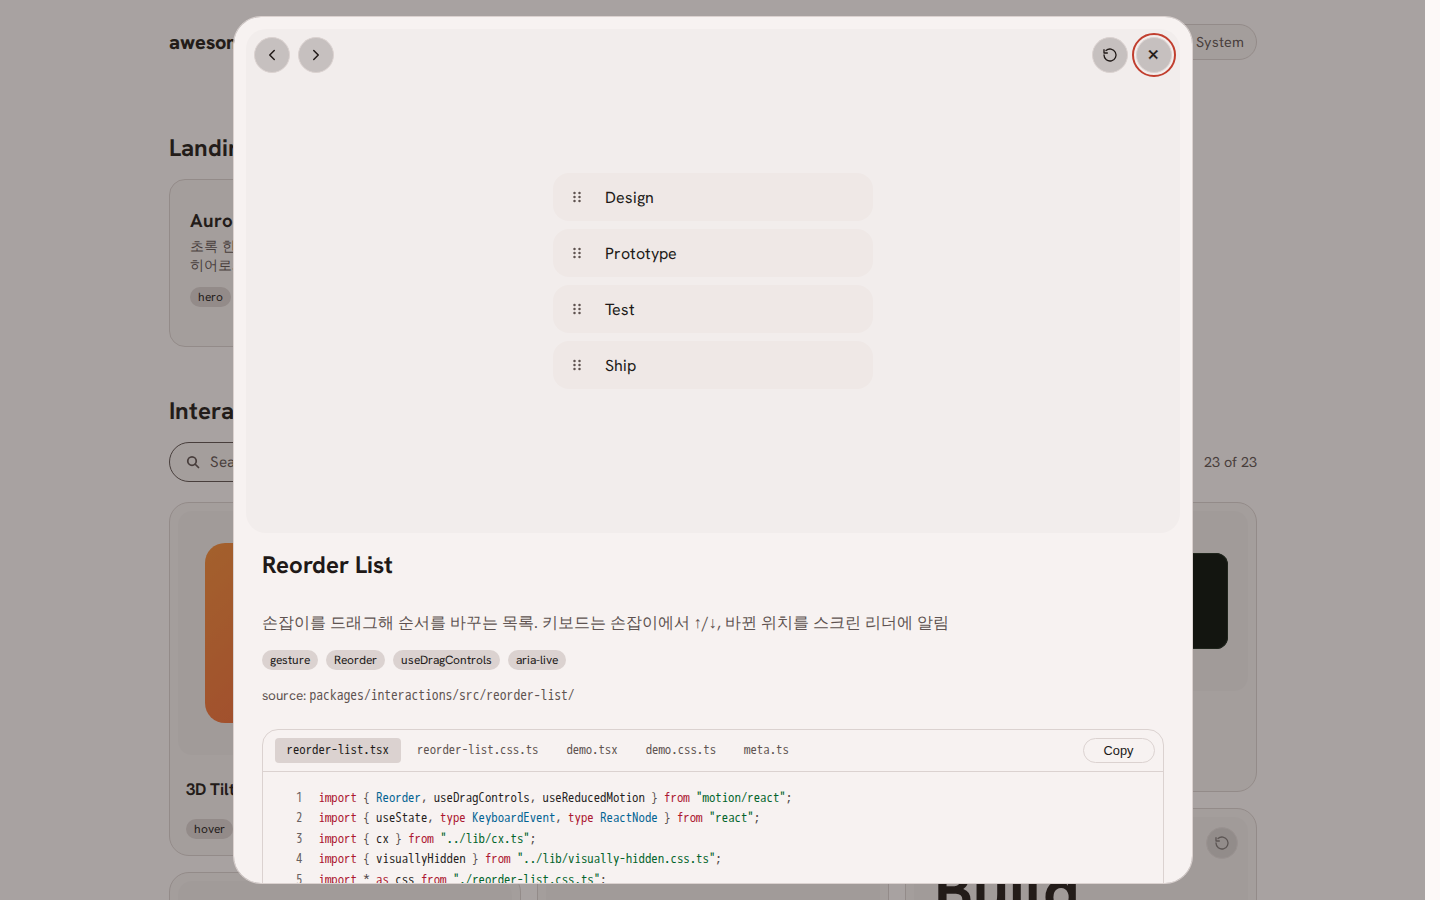 aweso
System
Landi
Auro
초록 한
히어로
hero
Intera
Sea
23 of 23
3D Tilt
hover
Design
Prototype
Test
Ship
Reorder List
손잡이를 드래그해 순서를 바꾸는 목록. 키보드는 손잡이에서 ↑/↓, 바뀐 위치를 스크린 리더에 알림
gesture Reorder useDragControls aria-live
source: packages/interactions/src/reorder-list/
reorder-list.tsx reorder-list.css.ts demo.tsx demo.css.ts meta.ts Copy
1 import { Reorder, useDragControls, useReducedMotion } from "motion/react";
2 import { useState, type KeyboardEvent, type ReactNode } from "react";
3 import { cx } from "../lib/cx.ts";
4 import { visuallyHidden } from "../lib/visually-hidden.css.ts";
5 import * as css from "./reorder-list.css.ts";
Build